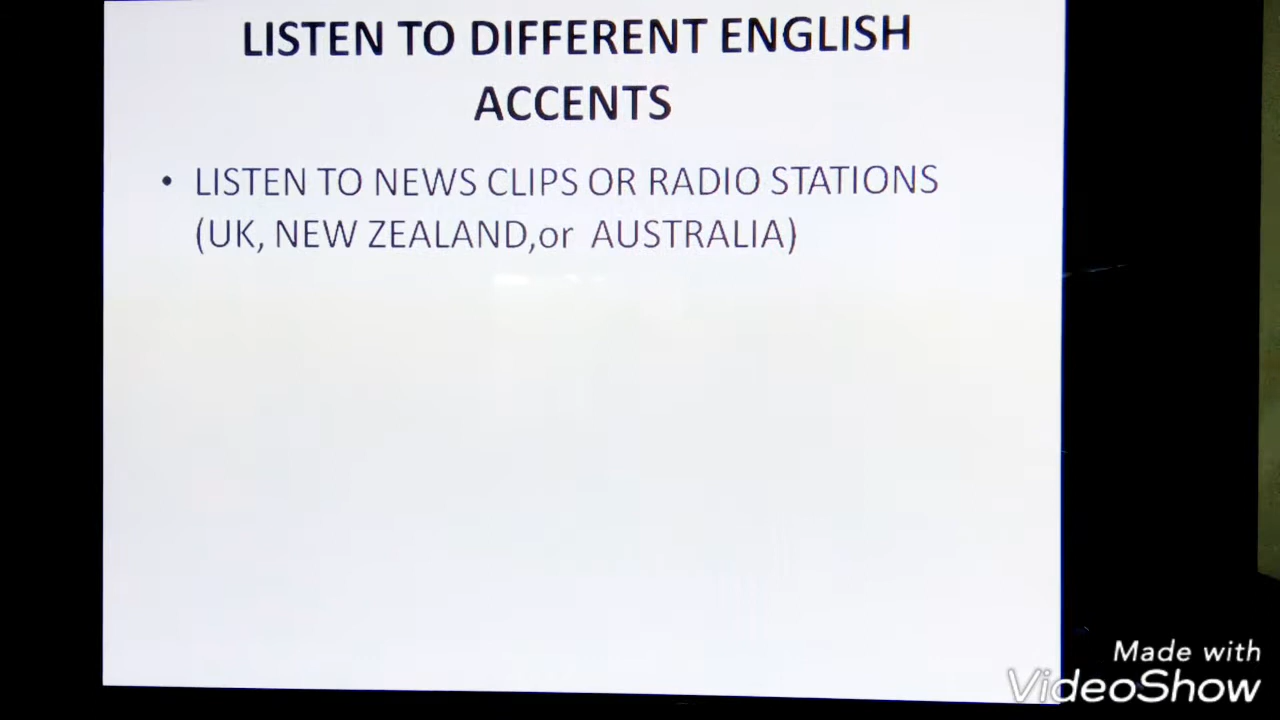 LISTEN TO DIFFERENT ENGLISH
ACCENTS
• LISTEN TO NEWS CLIPS OR RADIO STATIONS
(UK, NEW ZEALAND,or AUSTRALIA)
Made with
VideoShow